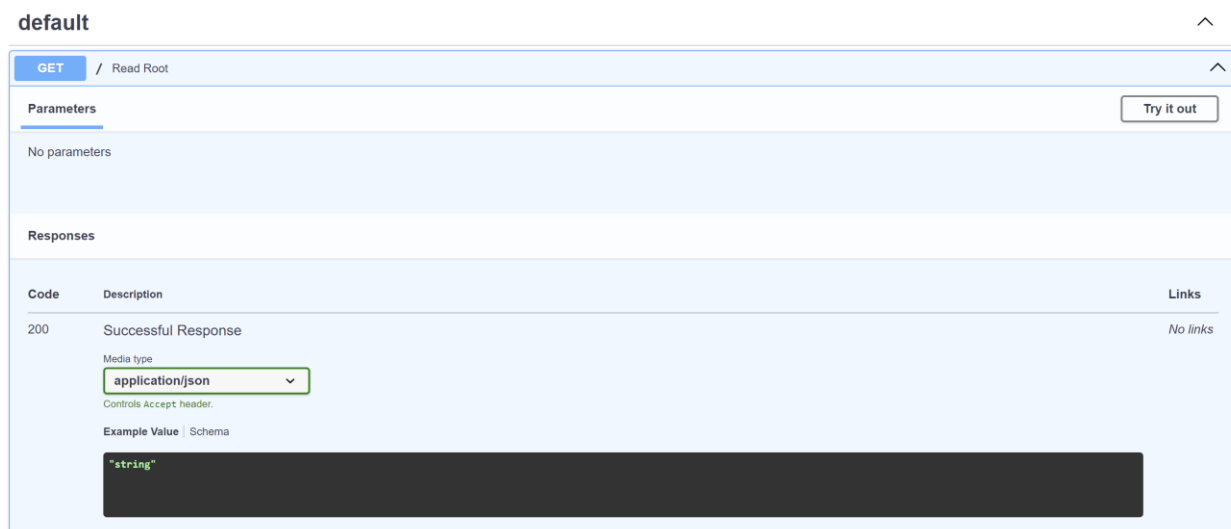 default
GET / Read Root
Parameters Try it out
No parameters
Responses
Code Description Links
200 Successful Response No links
Media type
application/json
Controls Accept header.
Example Value Schema
"string"